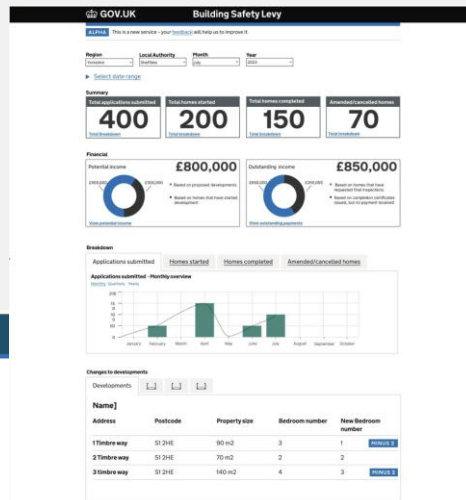 GOV.UK Building Safety Levy
ALPHA This is a new service - your feedback will help us to improve it.
Region Local Authority Month Year
Yorkshire Sheffield July 2023
Select date range
Summary
Total applications submitted Total homes started Total homes completed Amended/cancelled homes
400 200 150 70
Total Breakdown Total breakdown Total breakdown Total breakdown
Financial
Potential income £800,000 Outstanding income £850,000
Based on proposed developments
Based on homes that have started development
View potential income
Based on homes that have requested final inspections
Based on completion certificates issues, but no payment received
View outstanding payments
Breakdown
Applications submitted Homes started Homes completed Amended/cancelled homes
Applications submitted - Monthly overview
Monthly Quarterly Yearly
January February March April May June July August September October
Changes to developments
Developments [...] [...] [...]
Name]
Address Postcode Property size Bedroom number New Bedroom number
1 Timbre way S1 2HE 90 m2 3 1 MINUS 2
2 Timbre way S1 2HE 70 m2 2 2
3 timbre way S1 2HE 140 m2 4 3